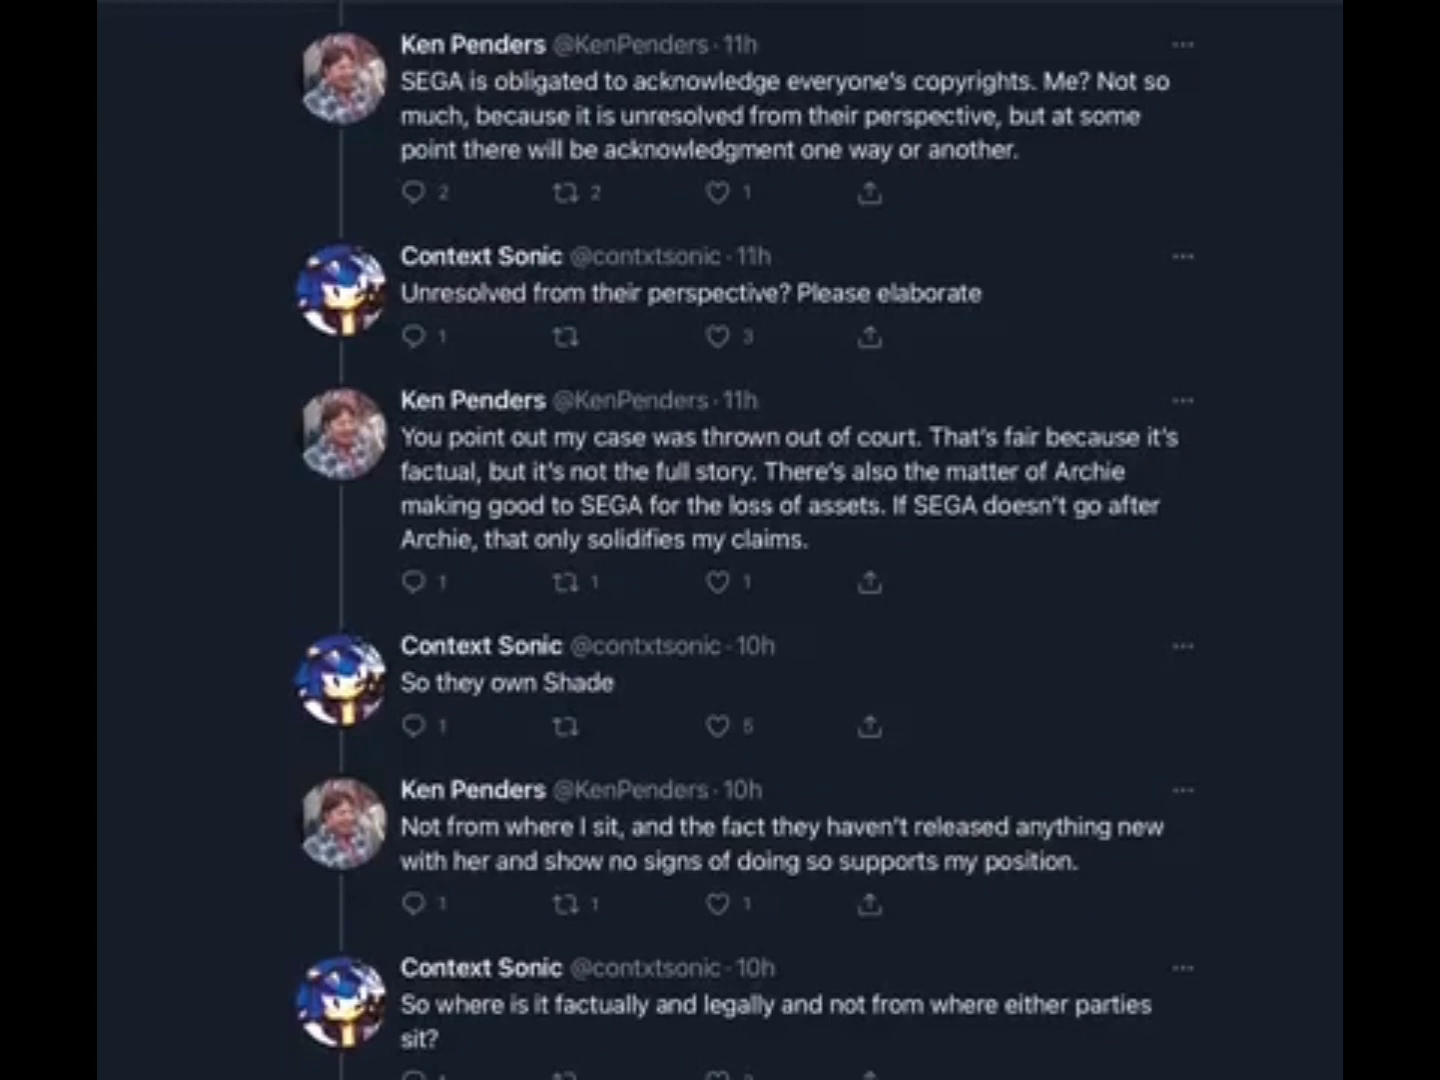 Ken Penders @KenPenders · 11h
SEGA is obligated to acknowledge everyone's copyrights. Me? Not so
much, because it is unresolved from their perspective, but at some
point there will be acknowledgment one way or another.
2 2 1
Context Sonic @contxtsonic · 11h
Unresolved from their perspective? Please elaborate
1 3
Ken Penders @KenPenders · 11h
You point out my case was thrown out of court. That's fair because it's
factual, but it's not the full story. There's also the matter of Archie
making good to SEGA for the loss of assets. If SEGA doesn't go after
Archie, that only solidifies my claims.
1 1 1
Context Sonic @contxtsonic · 10h
So they own Shade
1 5
Ken Penders @KenPenders · 10h
Not from where I sit, and the fact they haven't released anything new
with her and show no signs of doing so supports my position.
1 1 1
Context Sonic @contxtsonic · 10h
So where is it factually and legally and not from where either parties
sit?